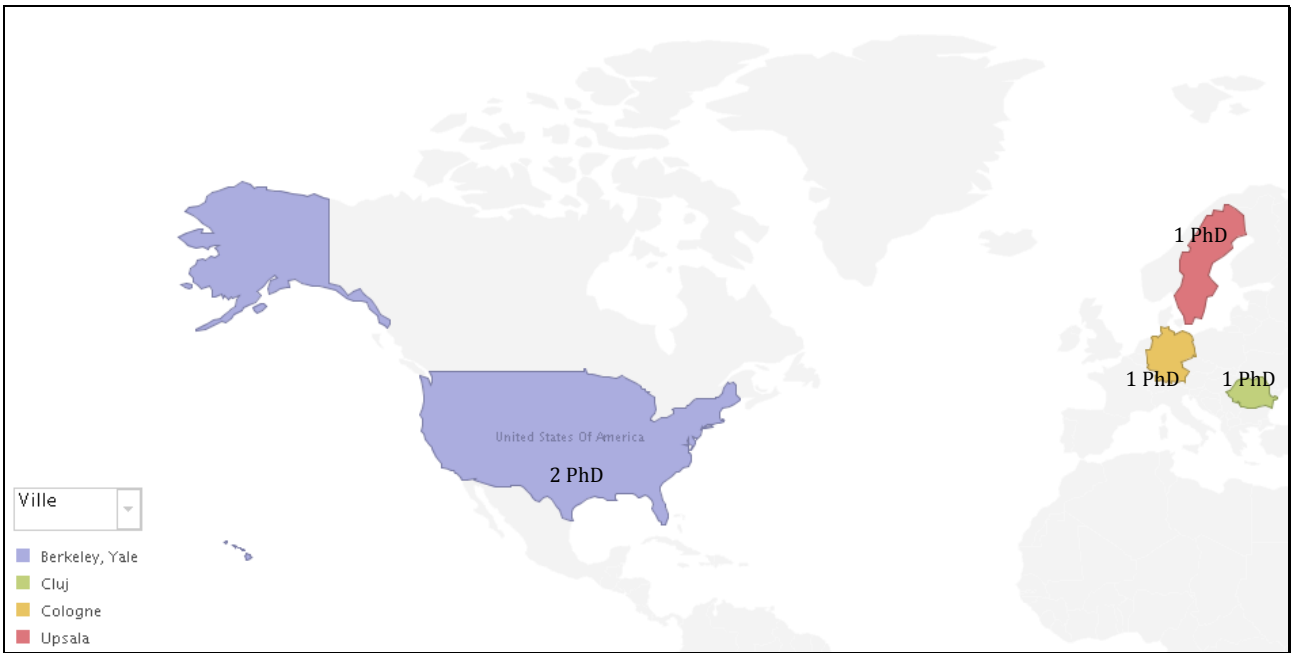 1 PhD
1 PhD
1 PhD
United States Of America
2 PhD
Ville
Berkeley, Yale
Cluj
Cologne
Upsala